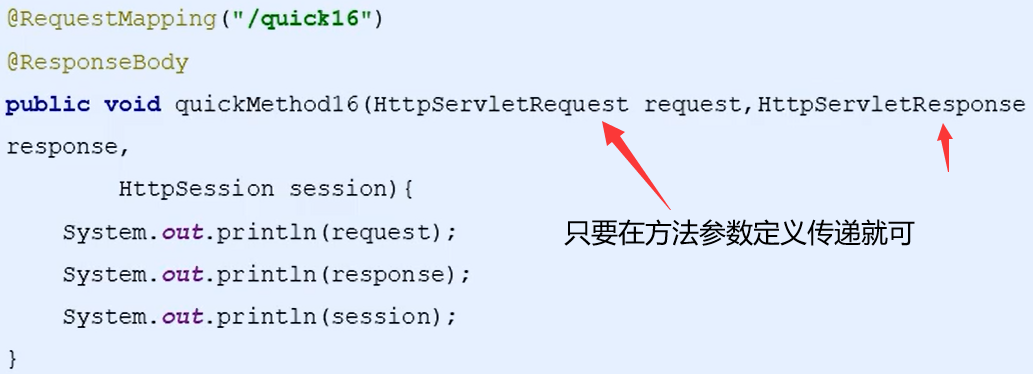 @RequestMapping("/quick16")
@ResponseBody
public void quickMethod16(HttpServletRequest request,HttpServletResponse
response,
HttpSession session){
System.out.println(request);
只要在方法参数定义传递就可
System.out.println(response);
System.out.println(session);
}